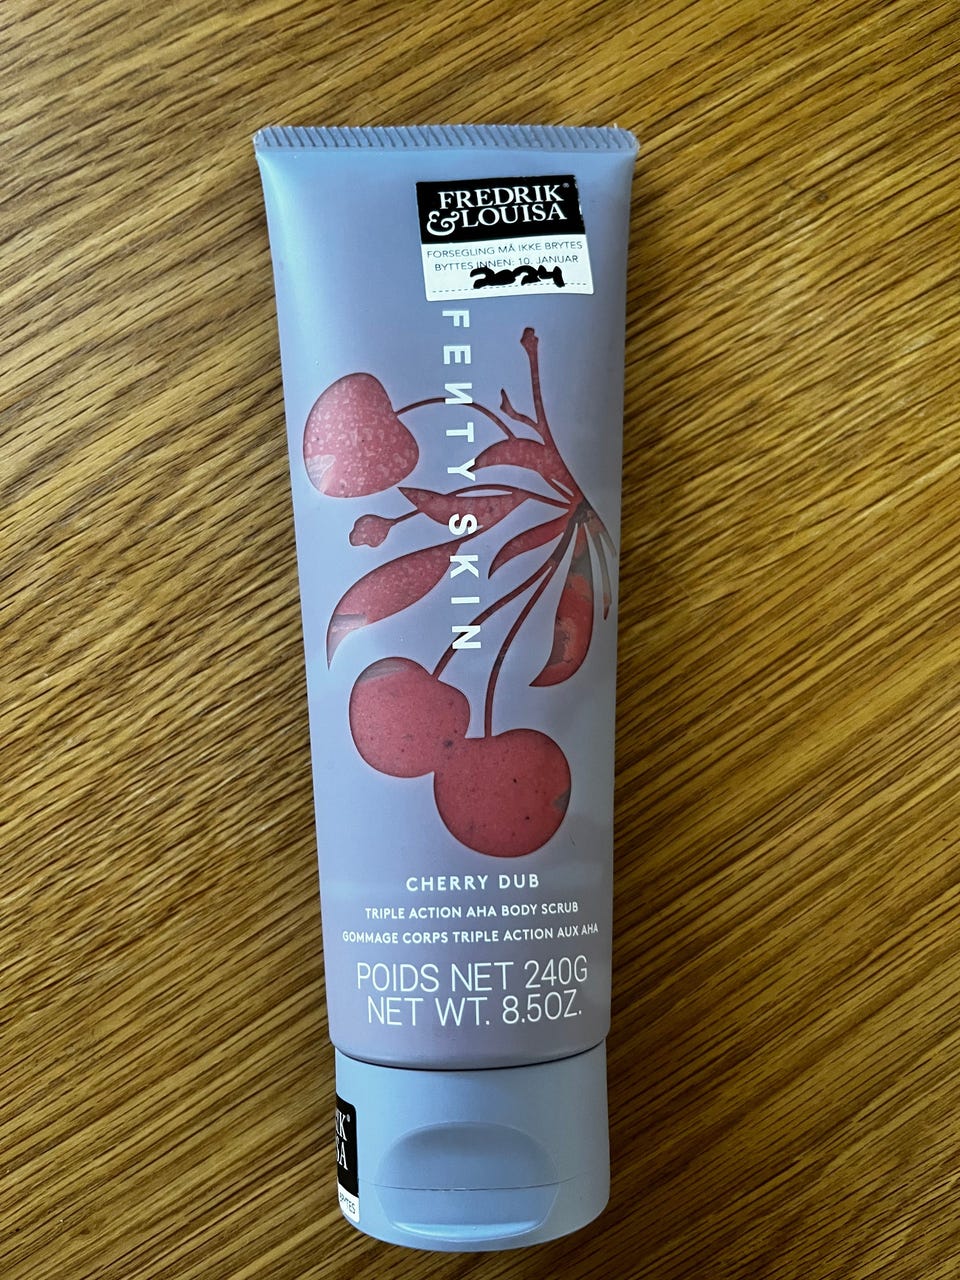 FREDRIK®
&LOUISA
FORSEGLING MÅ IKKE BRYTES
BYTTES INNEN: 10. JANUAR
2024
FENTY SKIN
CHERRY DUB
TRIPLE ACTION AHA BODY SCRUB
GOMMAGE CORPS TRIPLE ACTION AUX AHA
POIDS NET 240G
NET WT. 8.5OZ.